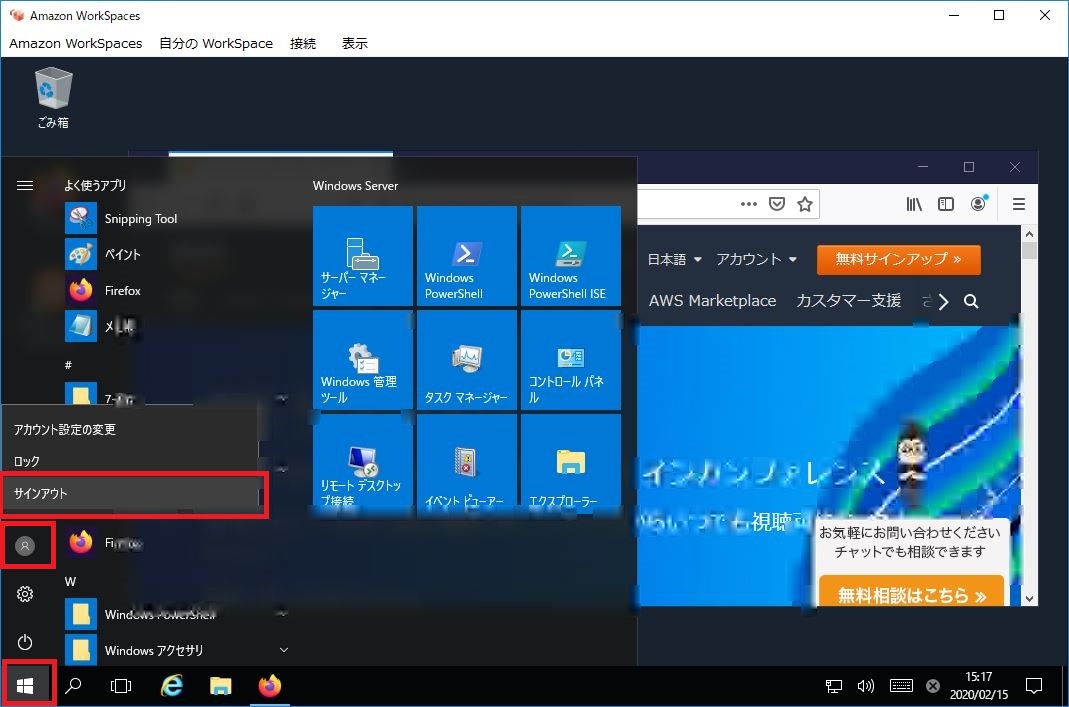 Amazon WorkSpaces
Amazon WorkSpaces 自分の WorkSpace 接続 表示
ごみ箱
よく使うアプリ
Snipping Tool
ペイント
Firefox
#
アカウント設定の変更
ロック
サインアウト
W
Windows PowerShell
Windows アクセサリ
Windows Server
サーバー マネージャー
Windows
PowerShell
Windows
PowerShell ISE
Windows 管理
ツール
タスク マネージャー
コントロール パネ
ル
リモート デスクトッ
プ接続
イベント ビューアー
エクスプローラー
日本語 アカウント 無料サインアップ »
AWS Marketplace カスタマー支援
インカンファレンス
いつでも視聴可
お気軽にお問い合わせください
チャットでも相談できます
無料相談はこちら »
15:17
2020/02/15